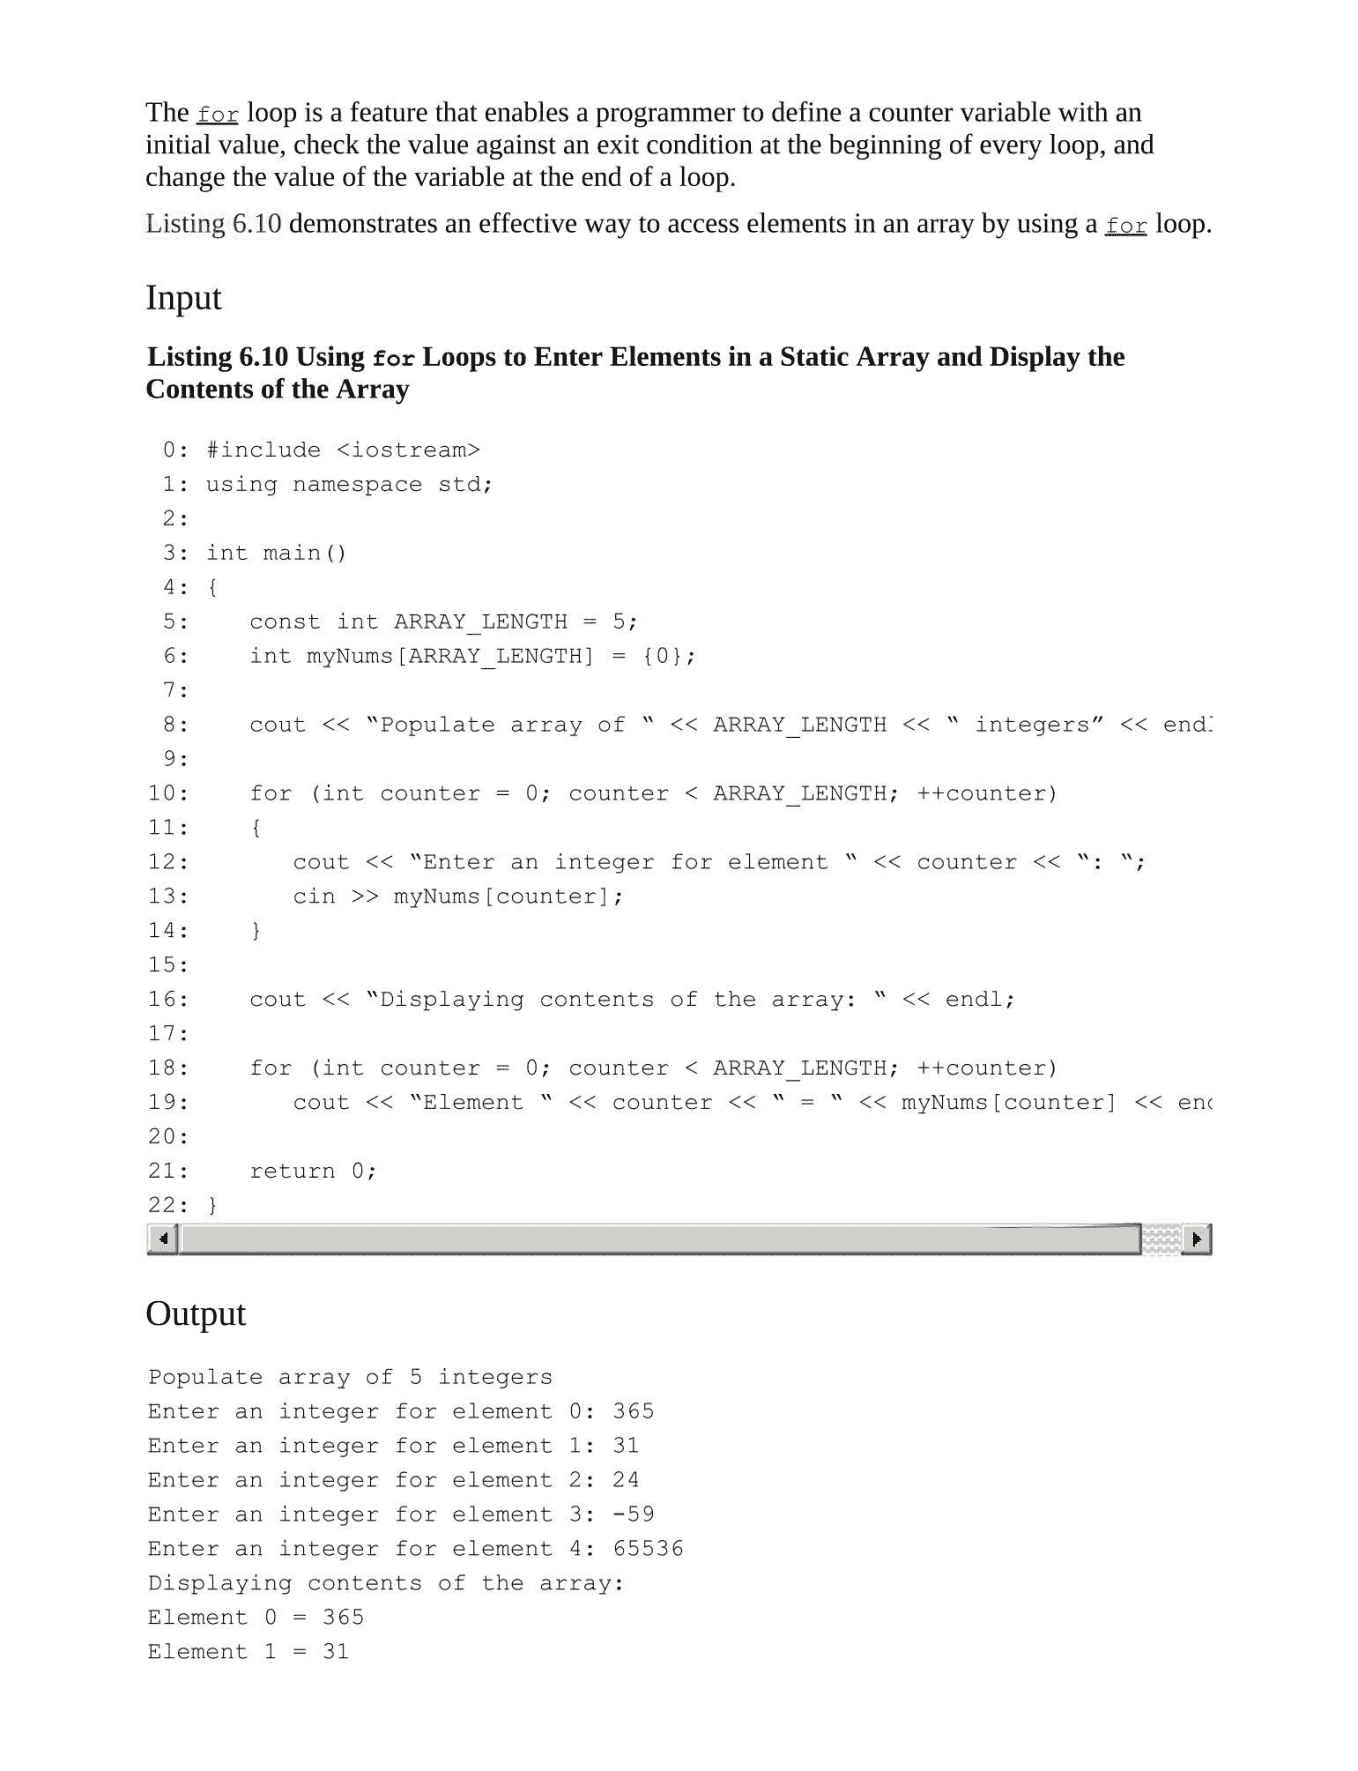 The for loop is a feature that enables a programmer to define a counter variable with an
initial value, check the value against an exit condition at the beginning of every loop, and
change the value of the variable at the end of a loop.
Listing 6.10 demonstrates an effective way to access elements in an array by using a for loop.
Input
Listing 6.10 Using for Loops to Enter Elements in a Static Array and Display the
Contents of the Array
0: #include <iostream>
1: using namespace std;
2:
3: int main()
4: {
5:    const int ARRAY_LENGTH = 5;
6:    int myNums[ARRAY_LENGTH] = {0};
7:
8:    cout << “Populate array of “ << ARRAY_LENGTH << “ integers” <<
9:
10:    for (int counter = 0; counter < ARRAY_LENGTH; ++counter)
11:    {
12:       cout << “Enter an integer for element “ << counter << “: “;
13:       cin >> myNums[counter];
14:    }
15:
16:    cout << “Displaying contents of the array: “ << endl;
17:
18:    for (int counter = 0; counter < ARRAY_LENGTH; ++counter)
19:       cout << “Element “ << counter << “ = “ << myNums[counter] <<
20:
21:    return 0;
22: }
Output
Populate array of 5 integers
Enter an integer for element 0: 365
Enter an integer for element 1: 31
Enter an integer for element 2: 24
Enter an integer for element 3: -59
Enter an integer for element 4: 65536
Displaying contents of the array:
Element 0 = 365
Element 1 = 31